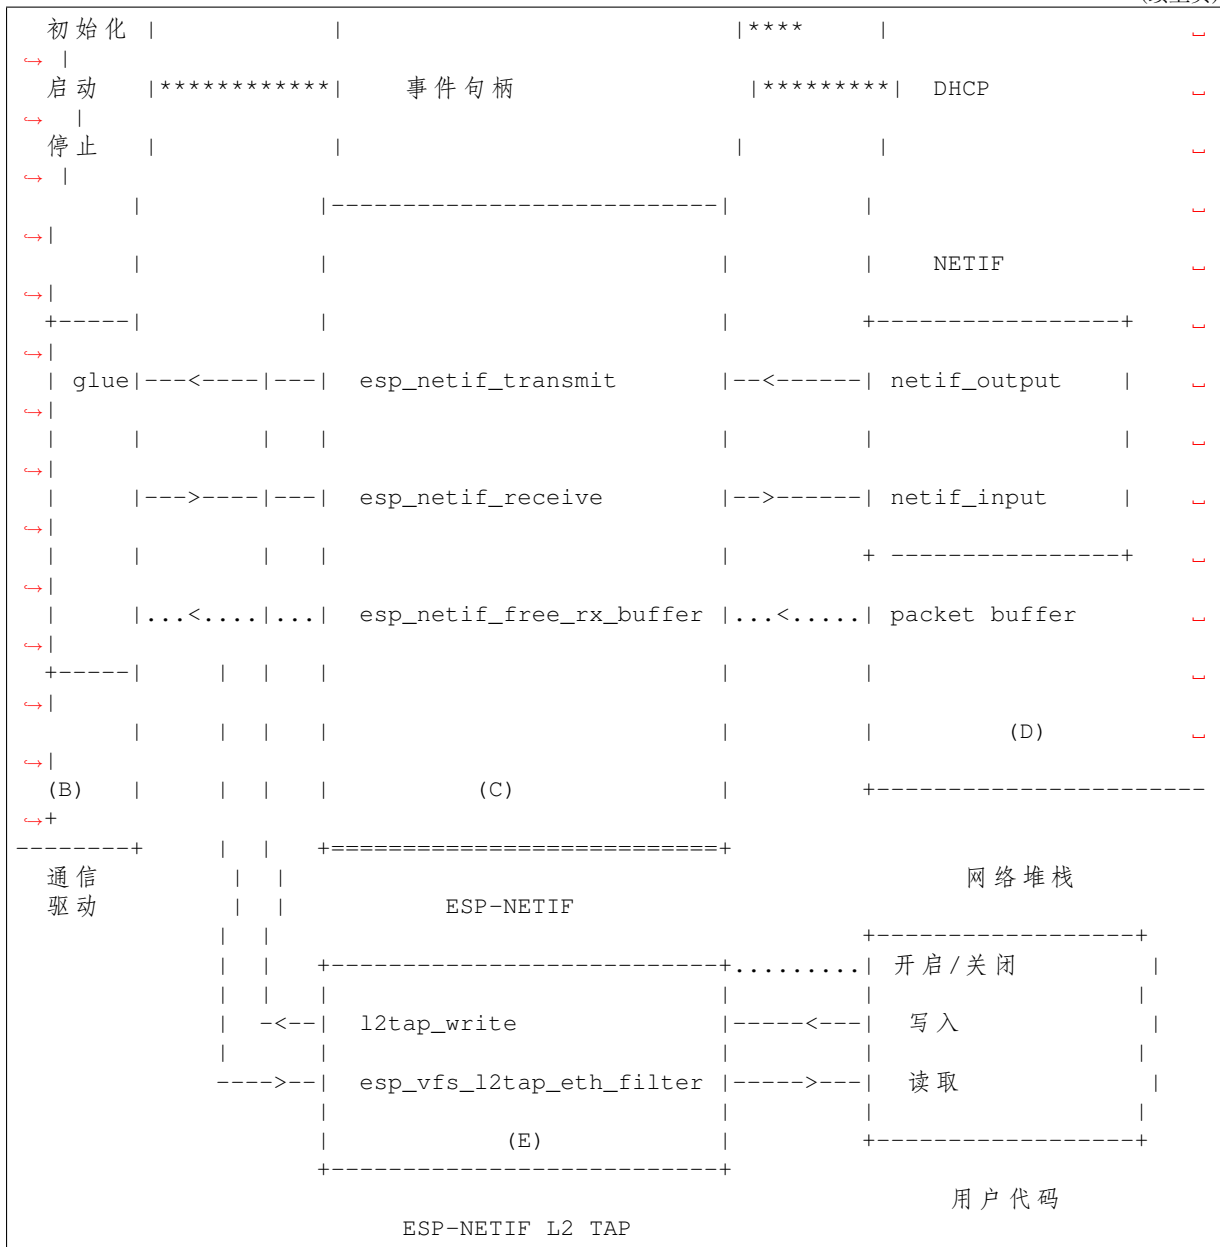 初始化 |             |                           |****     |                     ␣
↪ |
启动   |************|    事件句柄                |*********|  DHCP               ␣
↪  |
停止   |             |                           |         |                     ␣
↪ |
       |            |---------------------------|         |                      ␣
↪|
       |            |                           |         |    NETIF             ␣
↪|
 +-----|            |                           |         +-----------------+    ␣
↪|
 | glue|---<----|---|  esp_netif_transmit       |--<------| netif_output    |    ␣
↪|
 |     |        |   |                           |         |                 |    ␣
↪|
 |     |--->----|---|  esp_netif_receive        |-->------| netif_input     |    ␣
↪|
 |     |        |   |                           |         + ----------------+    ␣
↪|
 |     |...<....|...|  esp_netif_free_rx_buffer |...<.....| packet buffer        ␣
↪|
 +-----|     |  |   |                           |         |                      ␣
↪|
       |     |  |   |                           |         |         (D)          ␣
↪|
 (B)   |     |  |   |          (C)              |         +-----------------------
↪+
--------+     |  |   +===========================+
通信          |  |                                               网络堆栈
驱动          |  |           ESP-NETIF
              |  |                                         +------------------+
              |  |   +---------------------------+.........| 开启/关闭         |
              |  |   |                           |         |                  |
              |  -<--|  l2tap_write              |-----<---|  写入             |
              |      |                           |         |                  |
              ---->--|  esp_vfs_l2tap_eth_filter |----->---|  读取             |
                     |                           |         |                  |
                     |            (E)            |         +------------------+
                     +---------------------------+
                                                                用户代码
                          ESP-NETIF L2 TAP